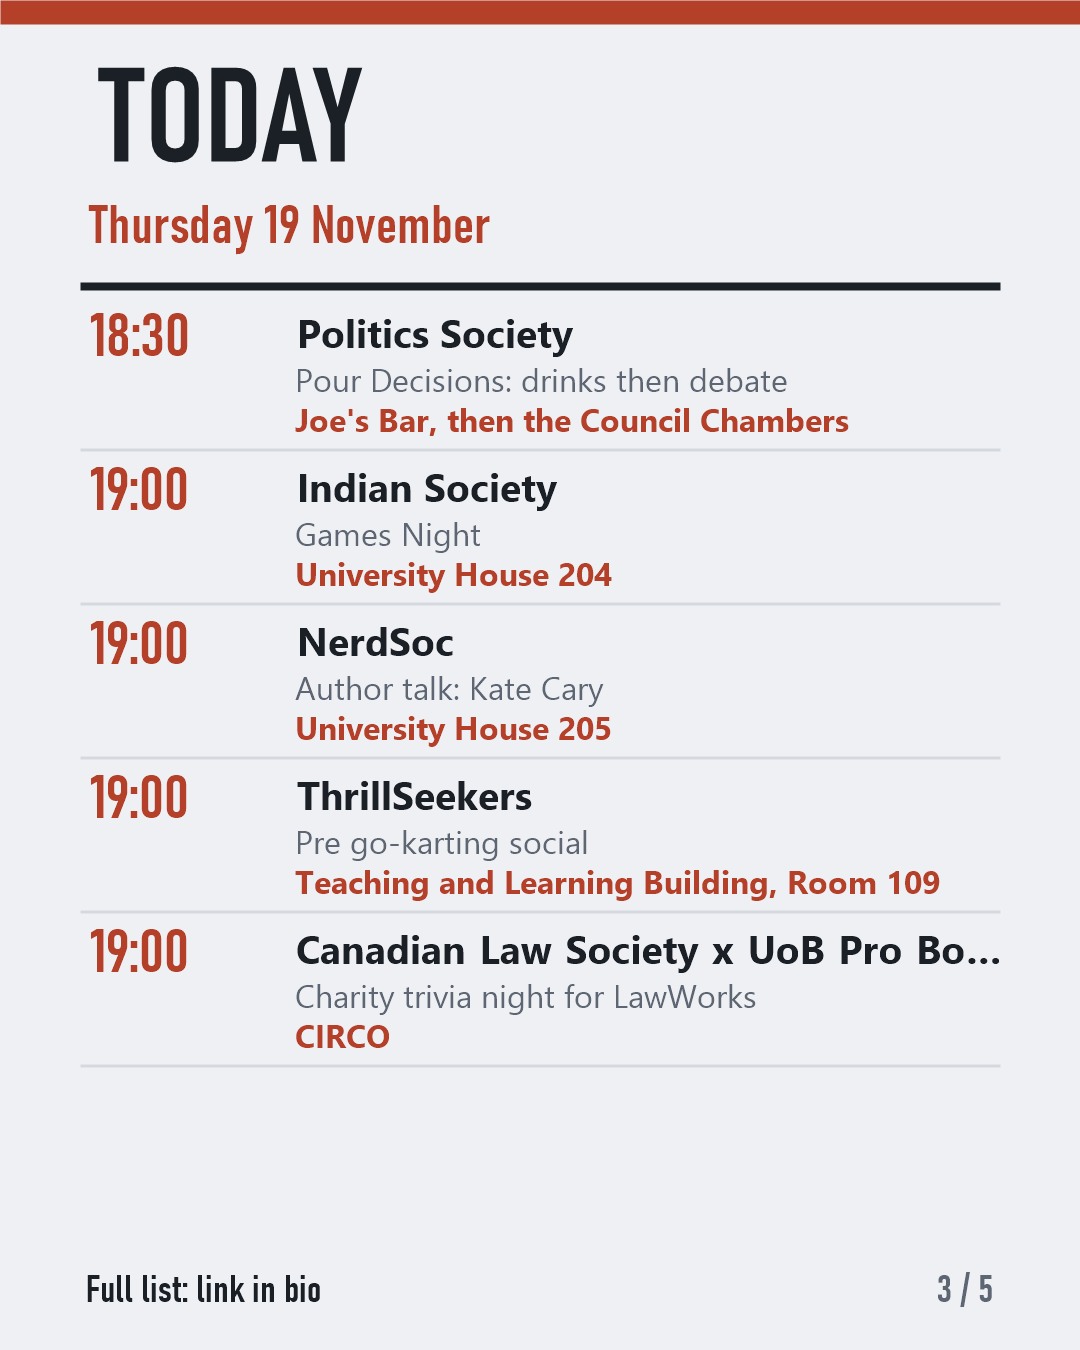 TODAY
Thursday 19 November
18:30
Politics Society
Pour Decisions: drinks then debate
Joe's Bar, then the Council Chambers
19:00
Indian Society
Games Night
University House 204
19:00
NerdSoc
Author talk: Kate Cary
University House 205
19:00
ThrillSeekers
Pre go-karting social
Teaching and Learning Building, Room 109
19:00
Canadian Law Society x UoB Pro Bo...
Charity trivia night for LawWorks
CIRCO
Full list: link in bio
3 / 5